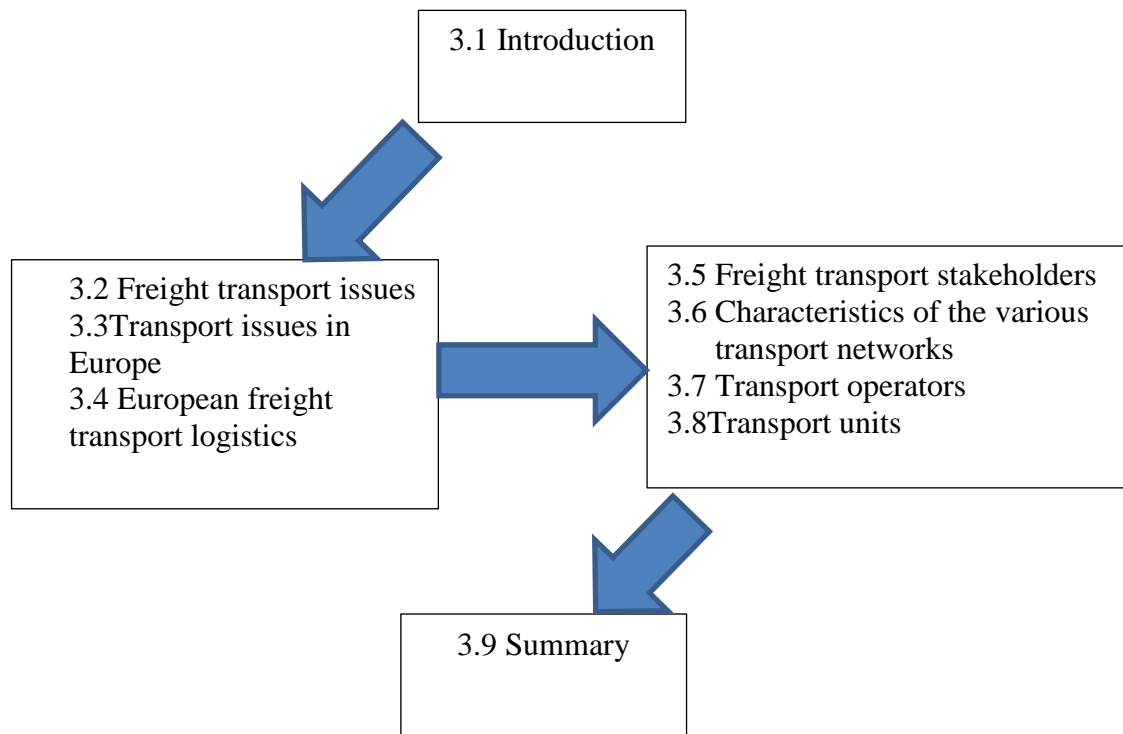 3.1 Introduction
3.2 Freight transport issues
3.3Transport issues in
Europe
3.4 European freight
transport logistics
3.5 Freight transport stakeholders
3.6 Characteristics of the various
transport networks
3.7 Transport operators
3.8Transport units
3.9 Summary